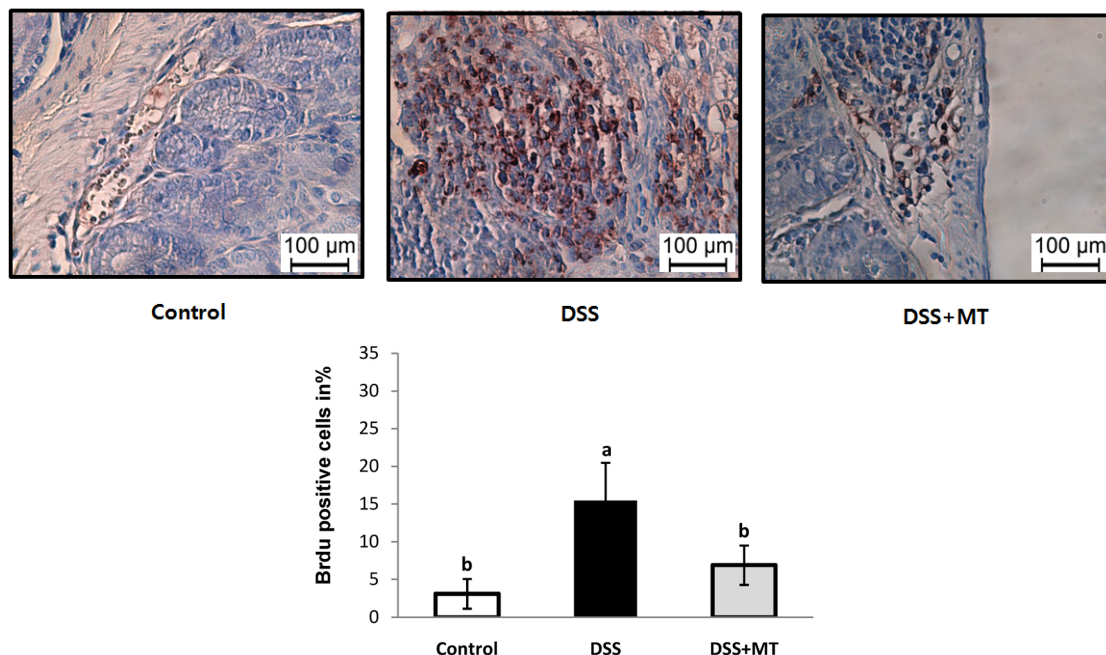 100 µm
100 µm
100 µm
Control
DSS
DSS+MT
Brdu positive cells in%
35
30
25
20
15
10
5
0
b
a
b
Control
DSS
DSS+MT